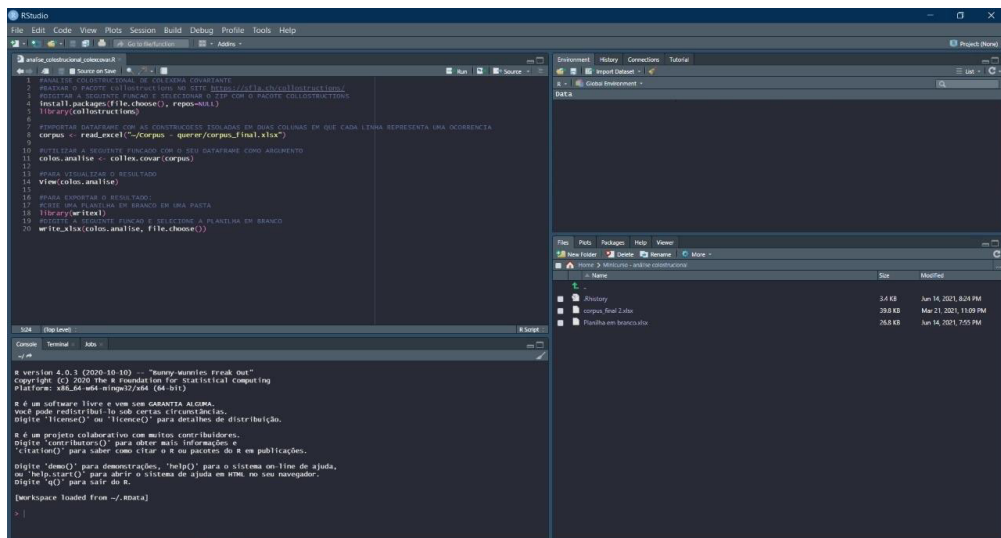 RStudio
File Edit Code View Plots Session Build Debug Profile Tools Help
Go to file/function Addins
Project: (None)
analise_colostrucional_colexcovar.R
Source on Save Run Source
1 #ANALISE COLOSTRUCIONAL DE COLEXEMA COVARIANTE
2 #BAIXAR O PACOTE collostructions NO SITE https://sfla.ch/collostructions/
3 #DIGITAR A SEGUINTE FUNCAO E SELECIONAR O ZIP COM O PACOTE COLLOSTRUCTIONS
4 install.packages(file.choose(), repos=NULL)
5 library(collostructions)
6
7 #IMPORTAR DATAFRAME COM AS CONSTRUCOESS ISOLADAS EM DUAS COLUNAS EM QUE CADA LINHA REPRESENTA UMA OCORRENCIA
8 corpus <- read_excel("~/Corpus - querer/corpus_final.xlsx")
9
10 #UTILIZAR A SEGUINTE FUNCAO COM O SEU DATAFRAME COMO ARGUMENTO
11 colos.analise <- collex.covar(corpus)
12
13 #PARA VISUALIZAR O RESULTADO
14 View(colos.analise)
15
16 #PARA EXPORTAR O RESULTADO:
17 #CRIE UMA PLANILHA EM BRANCO EM UMA PASTA
18 library(writexl)
19 #DIGITE A SEGUINTE FUNCAO E SELECIONE A PLANILHA EM BRANCO
20 write_xlsx(colos.analise, file.choose())
5:24 (Top Level) R Script
Console Terminal Jobs
~/
R version 4.0.3 (2020-10-10) -- "Bunny-Wunnies Freak Out"
Copyright (C) 2020 The R Foundation for Statistical Computing
Platform: x86_64-w64-mingw32/x64 (64-bit)
R é um software livre e vem sem GARANTIA ALGUMA.
Você pode redistribuí-lo sob certas circunstâncias.
Digite 'license()' ou 'licence()' para detalhes de distribuição.
R é um projeto colaborativo com muitos contribuidores.
Digite 'contributors()' para obter mais informações e
'citation()' para saber como citar o R ou pacotes do R em publicações.
Digite 'demo()' para demonstrações, 'help()' para o sistema on-line de ajuda,
ou 'help.start()' para abrir o sistema de ajuda em HTML no seu navegador.
Digite 'q()' para sair do R.
[Workspace loaded from ~/.RData]
>
Environment History Connections Tutorial
Import Dataset List
R Global Environment
Data
Files Plots Packages Help Viewer
New Folder Delete Rename More
Home Minicurso - análise colostrucional
Name Size Modified
..
.Rhistory 3.4 KB Jun 14, 2021, 8:24 PM
corpus_final 2.xlsx 39.8 KB Mar 21, 2021, 11:09 PM
Planilha em branco.xlsx 26.8 KB Jun 14, 2021, 7:55 PM